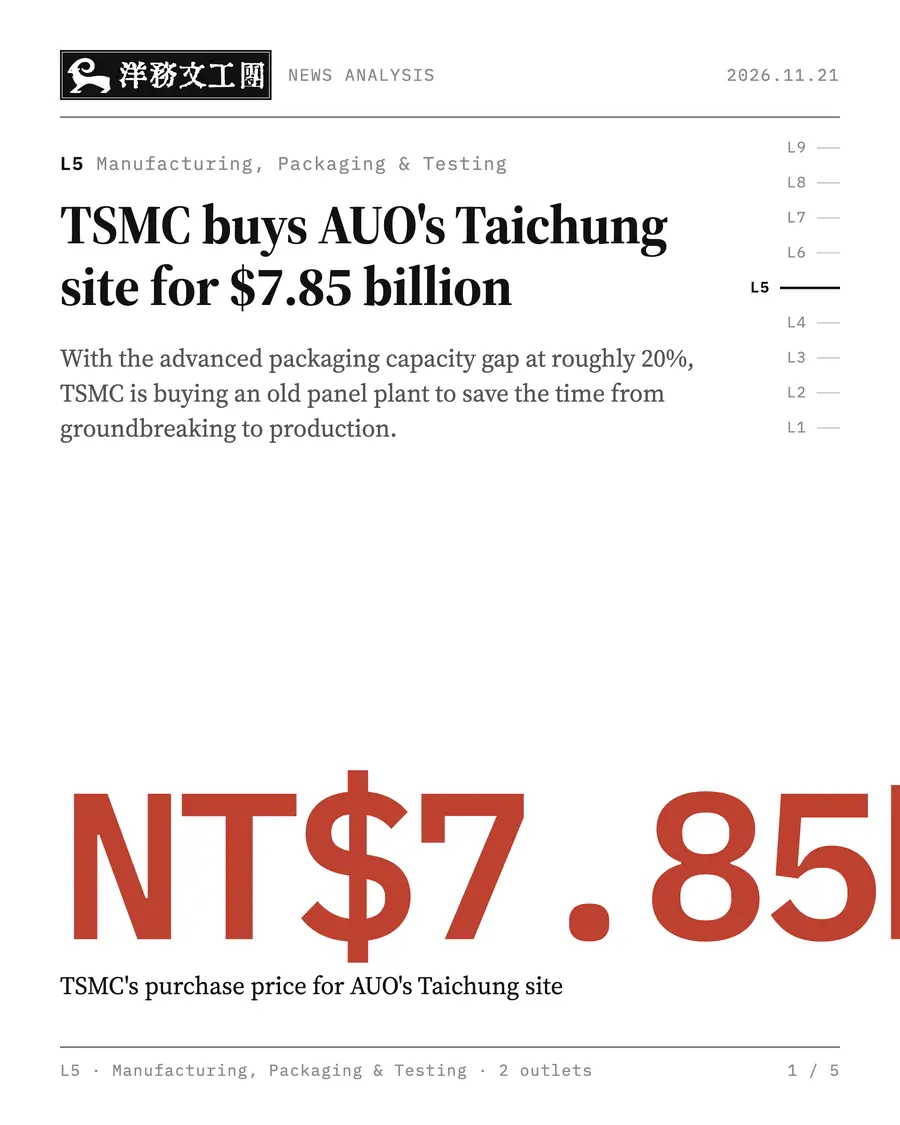 洋務文工團 NEWS ANALYSIS 2026.11.21
L5 Manufacturing, Packaging & Testing
TSMC buys AUO's Taichung
site for $7.85 billion
With the advanced packaging capacity gap at roughly 20%,
TSMC is buying an old panel plant to save the time from
groundbreaking to production.
L9
L8
L7
L6
L5
L4
L3
L2
L1
NT$7.85
TSMC's purchase price for AUO's Taichung site
L5 · Manufacturing, Packaging & Testing · 2 outlets 1 / 5